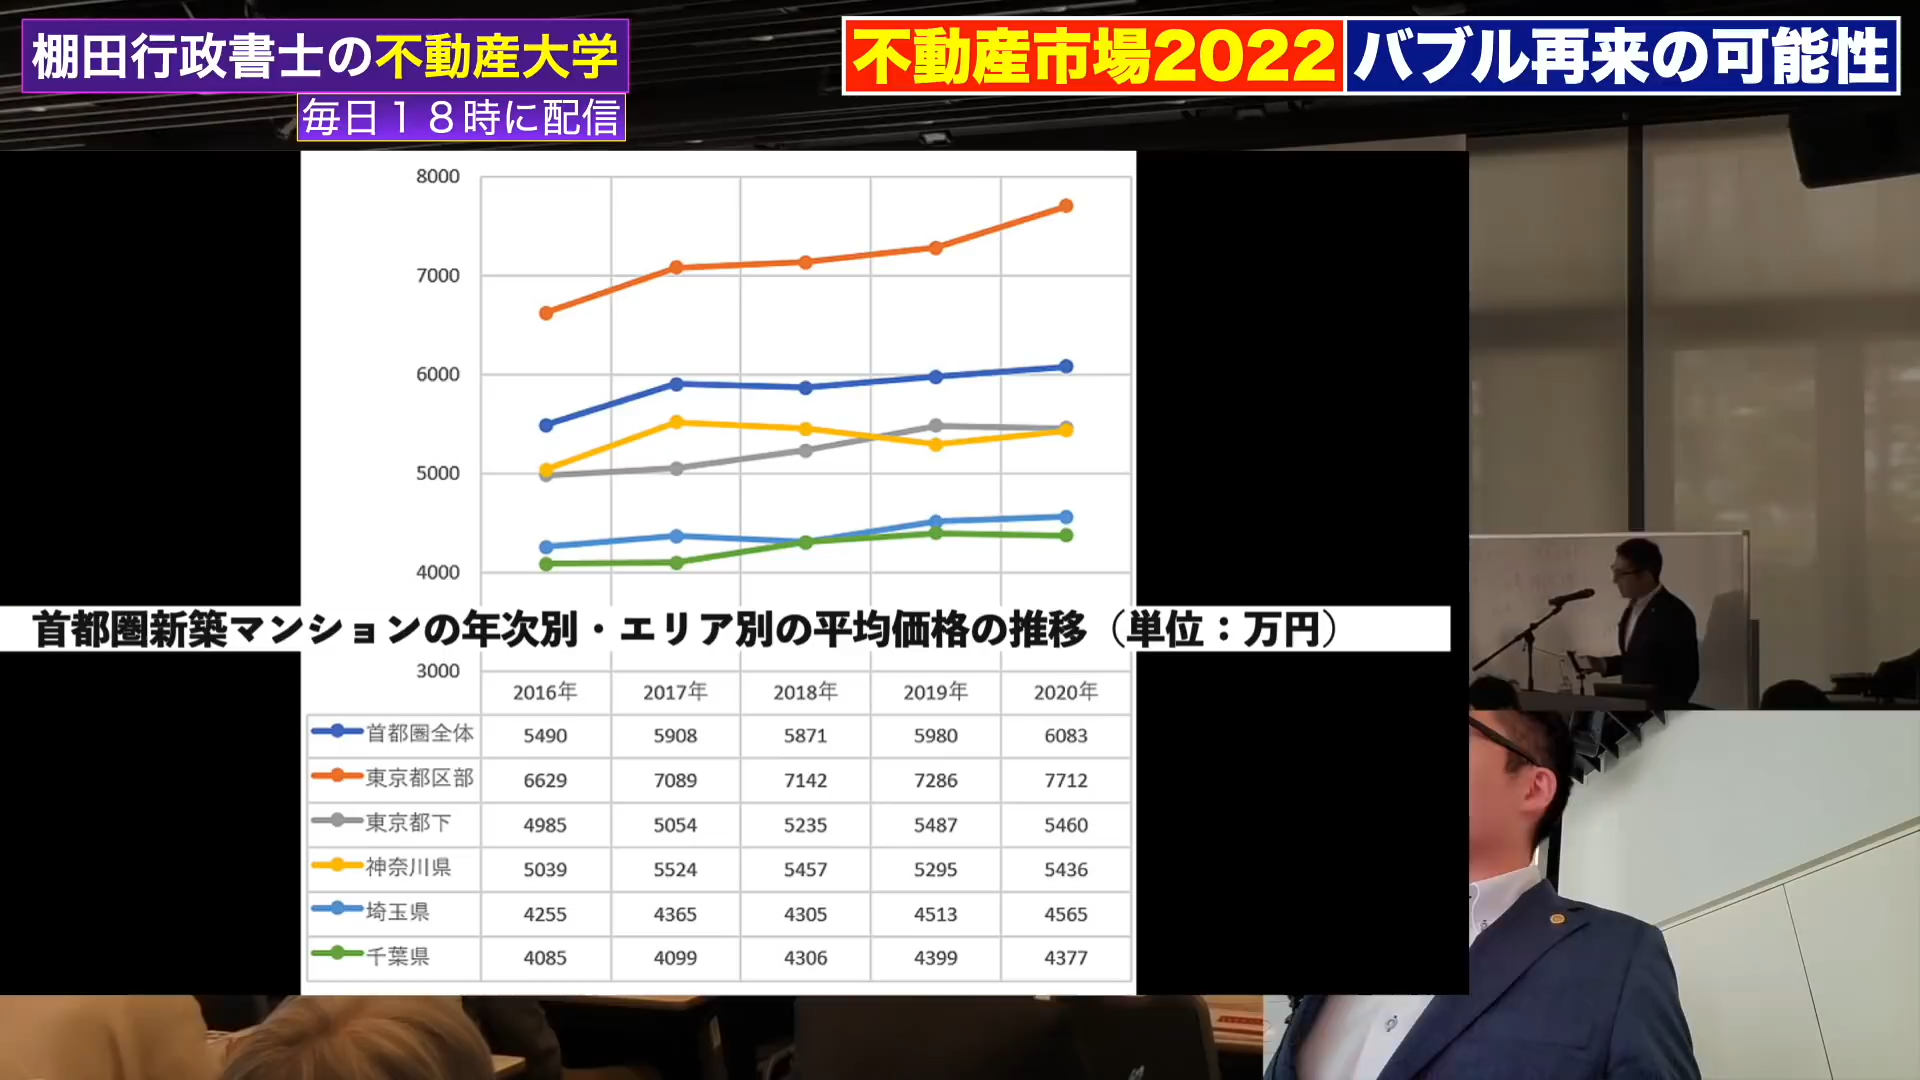 棚田行政書士の不動産大学
毎日１８時に配信
不動産市場2022 バブル再来の可能性
8000
7000
6000
5000
4000
首都圏新築マンションの年次別・エリア別の平均価格の推移（単位：万円）
3000
2016年 2017年 2018年 2019年 2020年
首都圏全体 5490 5908 5871 5980 6083
東京都区部 6629 7089 7142 7286 7712
東京都下 4985 5054 5235 5487 5460
神奈川県 5039 5524 5457 5295 5436
埼玉県 4255 4365 4305 4513 4565
千葉県 4085 4099 4306 4399 4377